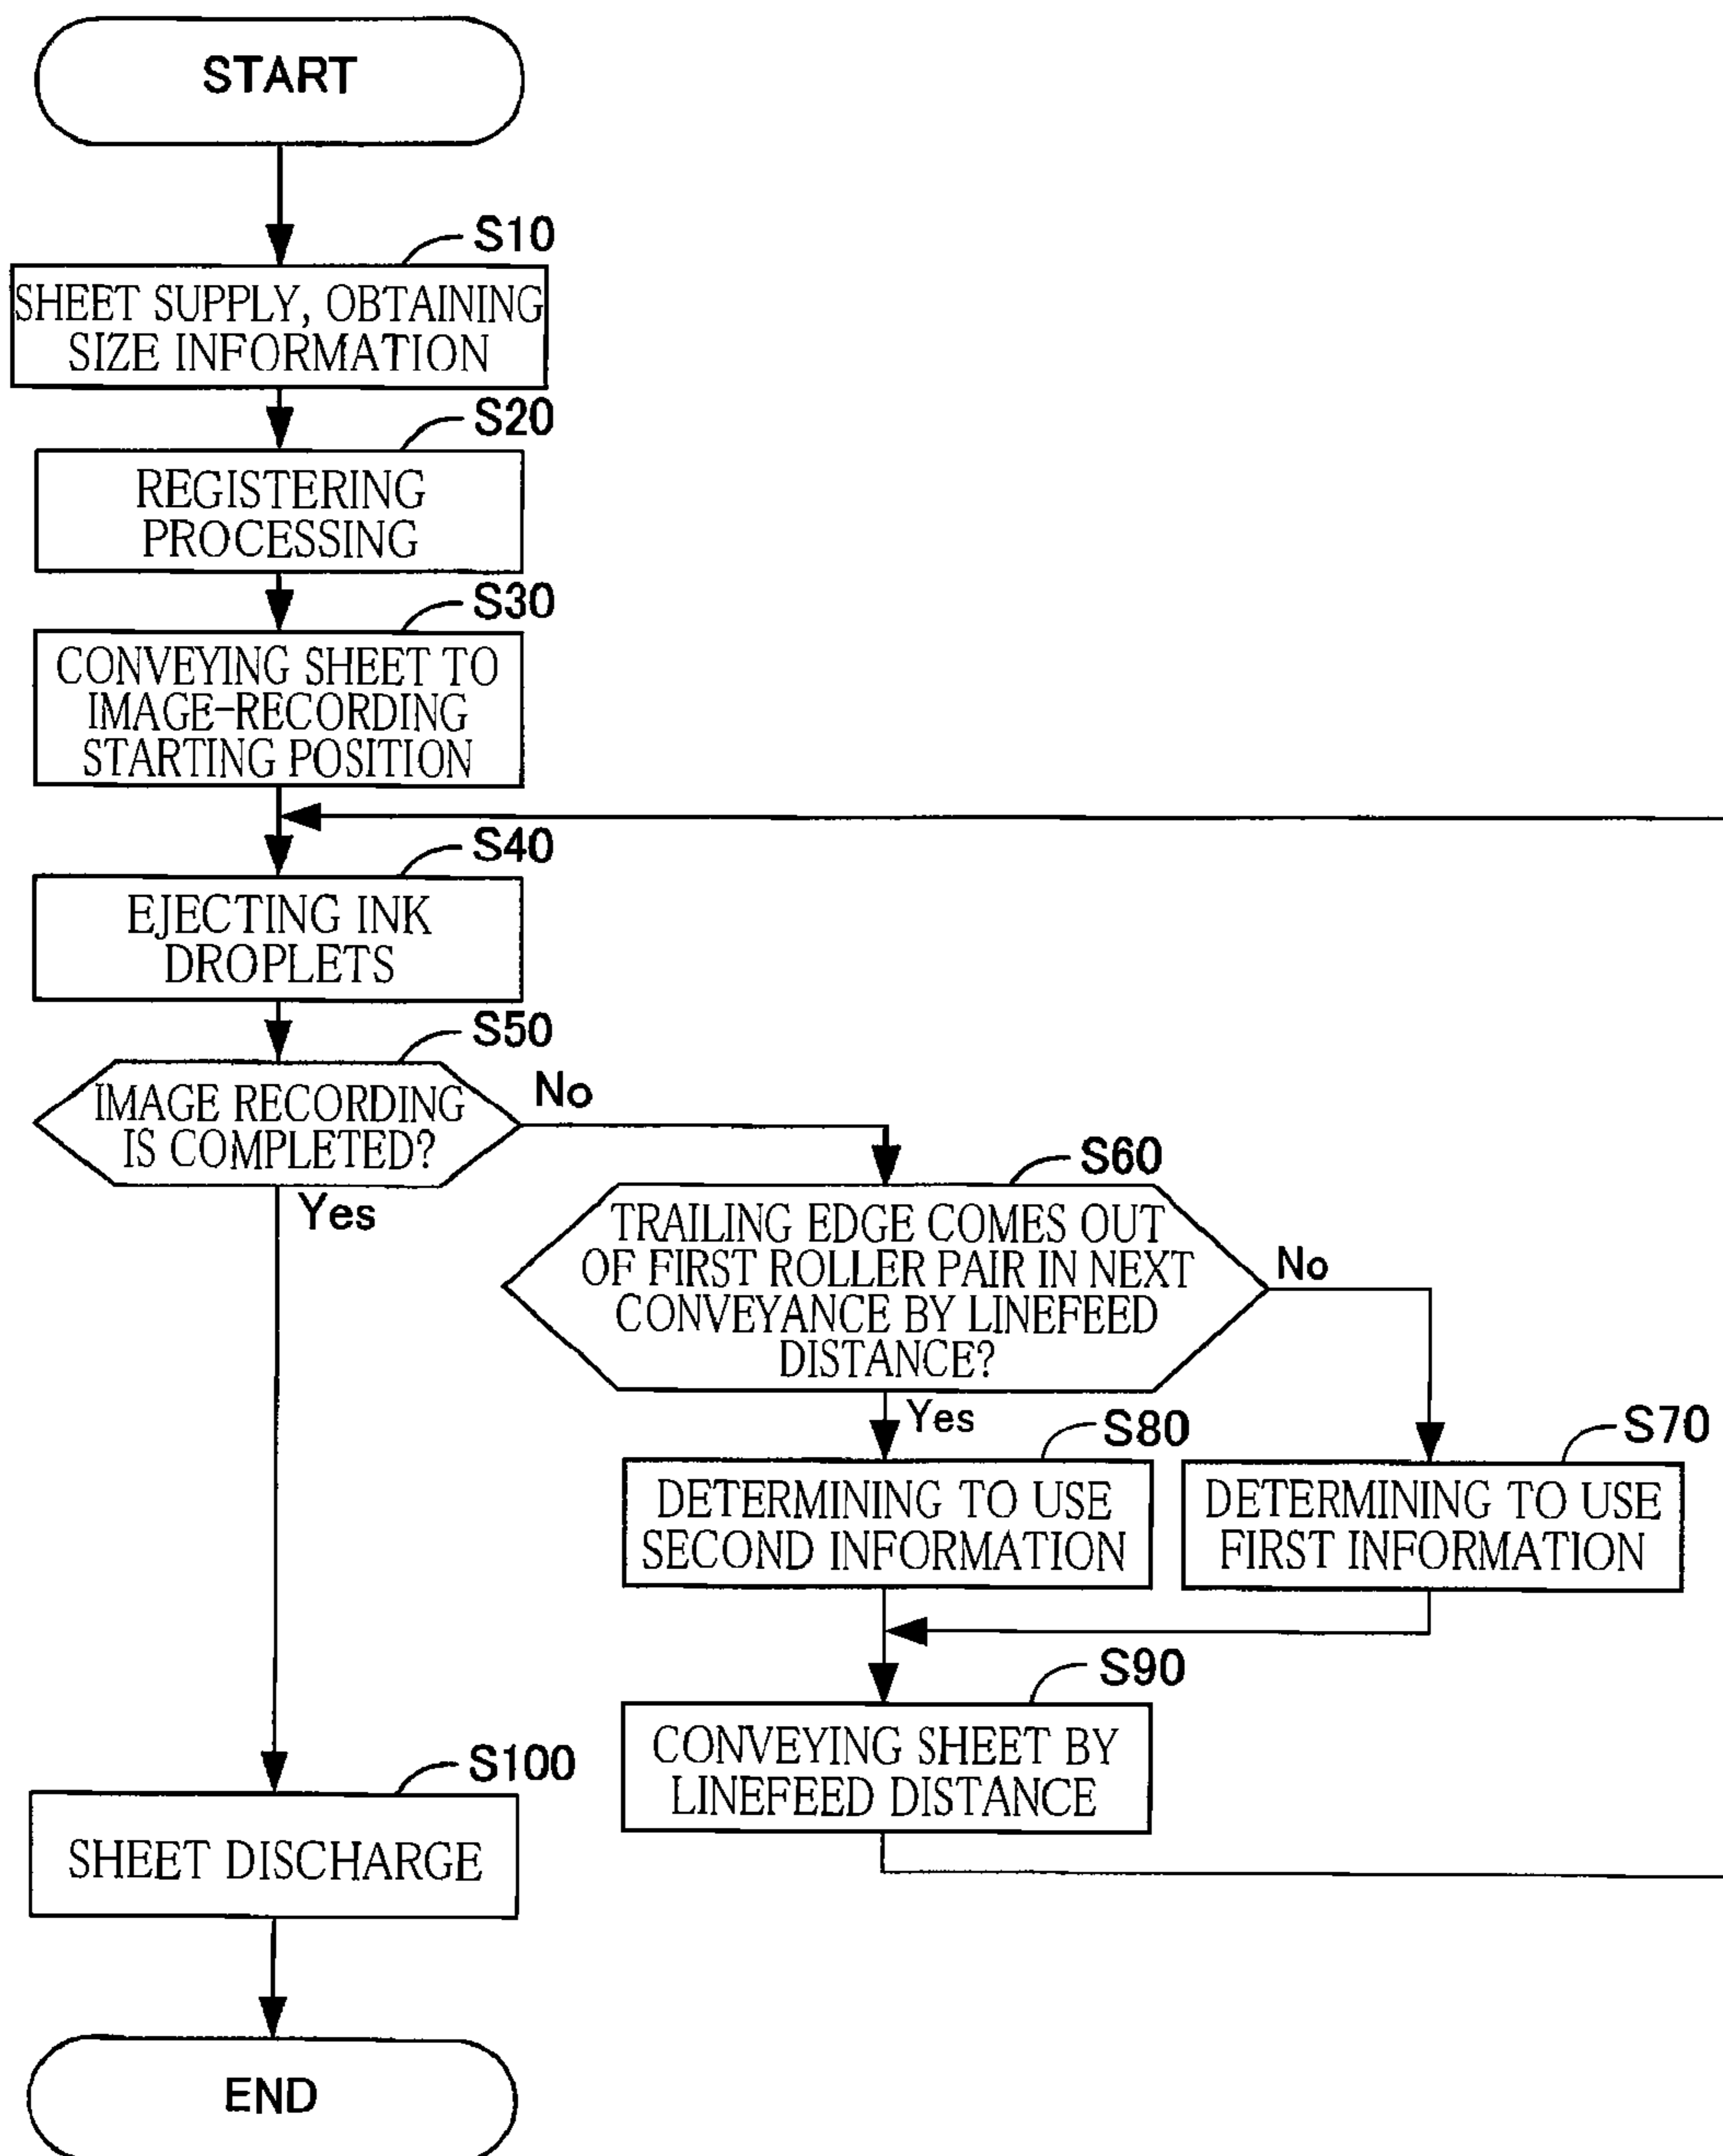 START
S10
SHEET SUPPLY, OBTAINING
SIZE INFORMATION
S20
REGISTERING
PROCESSING
S30
CONVEYING SHEET TO
IMAGE-RECORDING
STARTING POSITION
S40
EJECTING INK
DROPLETS
S50
IMAGE RECORDING
IS COMPLETED?
No
Yes
S60
TRAILING EDGE COMES OUT
OF FIRST ROLLER PAIR IN NEXT
CONVEYANCE BY LINEFEED
DISTANCE?
No
Yes
S80
DETERMINING TO USE
SECOND INFORMATION
S70
DETERMINING TO USE
FIRST INFORMATION
S90
CONVEYING SHEET BY
LINEFEED DISTANCE
S100
SHEET DISCHARGE
END